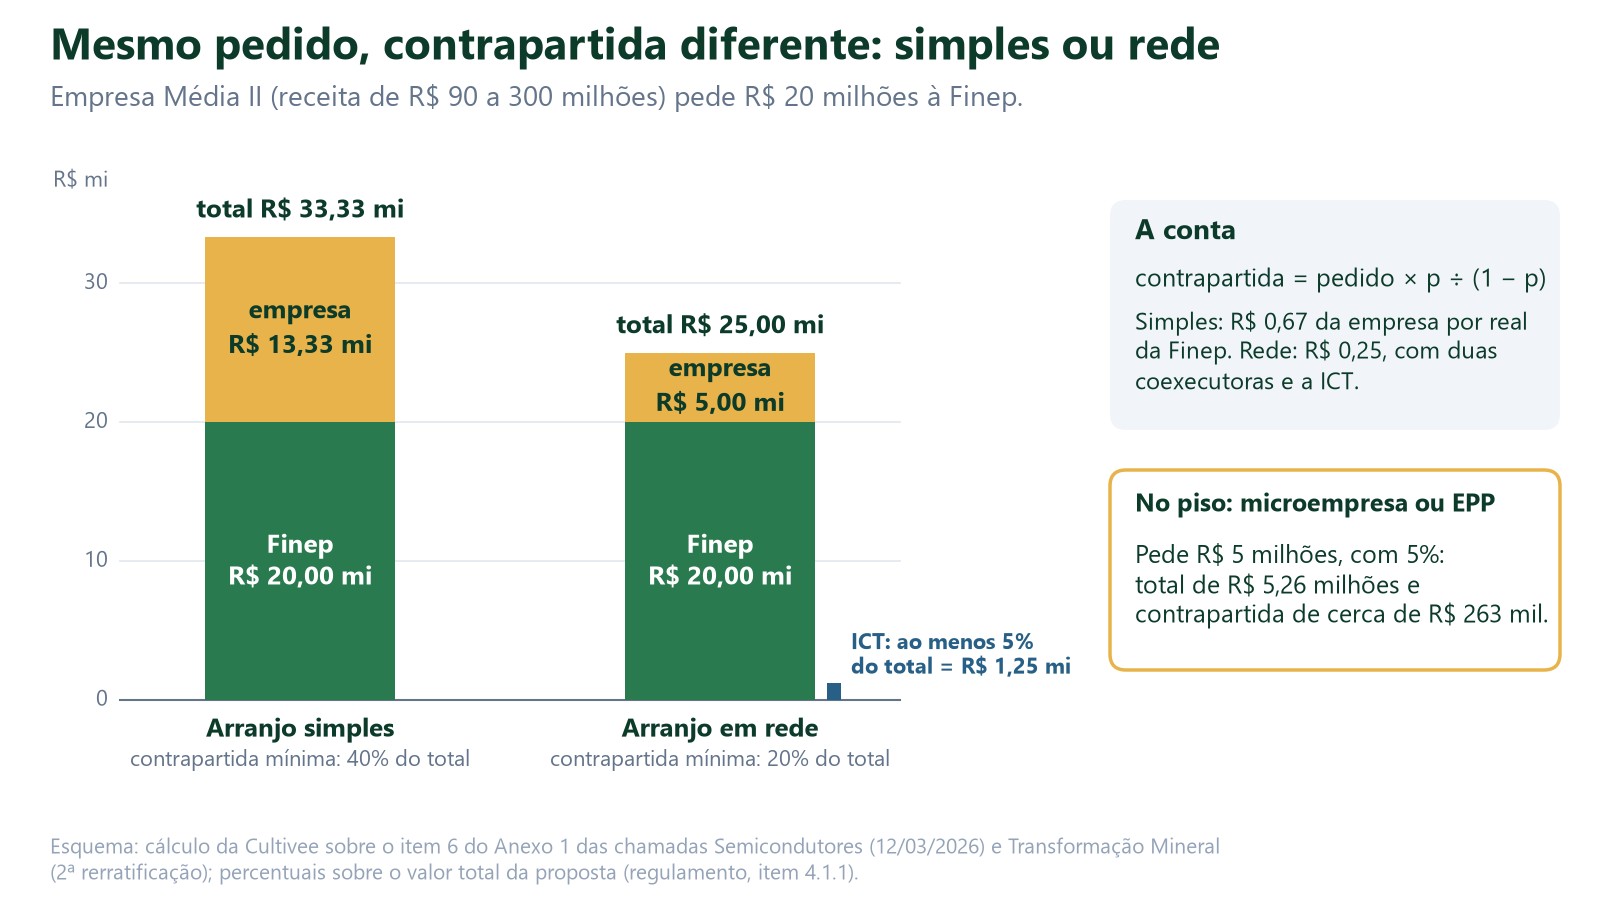 Mesmo pedido, contrapartida diferente: simples ou rede
Empresa Média II (receita de R$ 90 a 300 milhões) pede R$ 20 milhões à Finep.
R$ mi
30
20
10
0
total R$ 33,33 mi
empresa
R$ 13,33 mi
Finep
R$ 20,00 mi
Arranjo simples
contrapartida mínima: 40% do total
total R$ 25,00 mi
empresa
R$ 5,00 mi
Finep
R$ 20,00 mi
ICT: ao menos 5%
do total = R$ 1,25 mi
Arranjo em rede
contrapartida mínima: 20% do total
A conta
contrapartida = pedido × p ÷ (1 − p)
Simples: R$ 0,67 da empresa por real
da Finep. Rede: R$ 0,25, com duas
coexecutoras e a ICT.
No piso: microempresa ou EPP
Pede R$ 5 milhões, com 5%:
total de R$ 5,26 milhões e
contrapartida de cerca de R$ 263 mil.
Esquema: cálculo da Cultivee sobre o item 6 do Anexo 1 das chamadas Semicondutores (12/03/2026) e Transformação Mineral
(2ª rerratificação); percentuais sobre o valor total da proposta (regulamento, item 4.1.1).